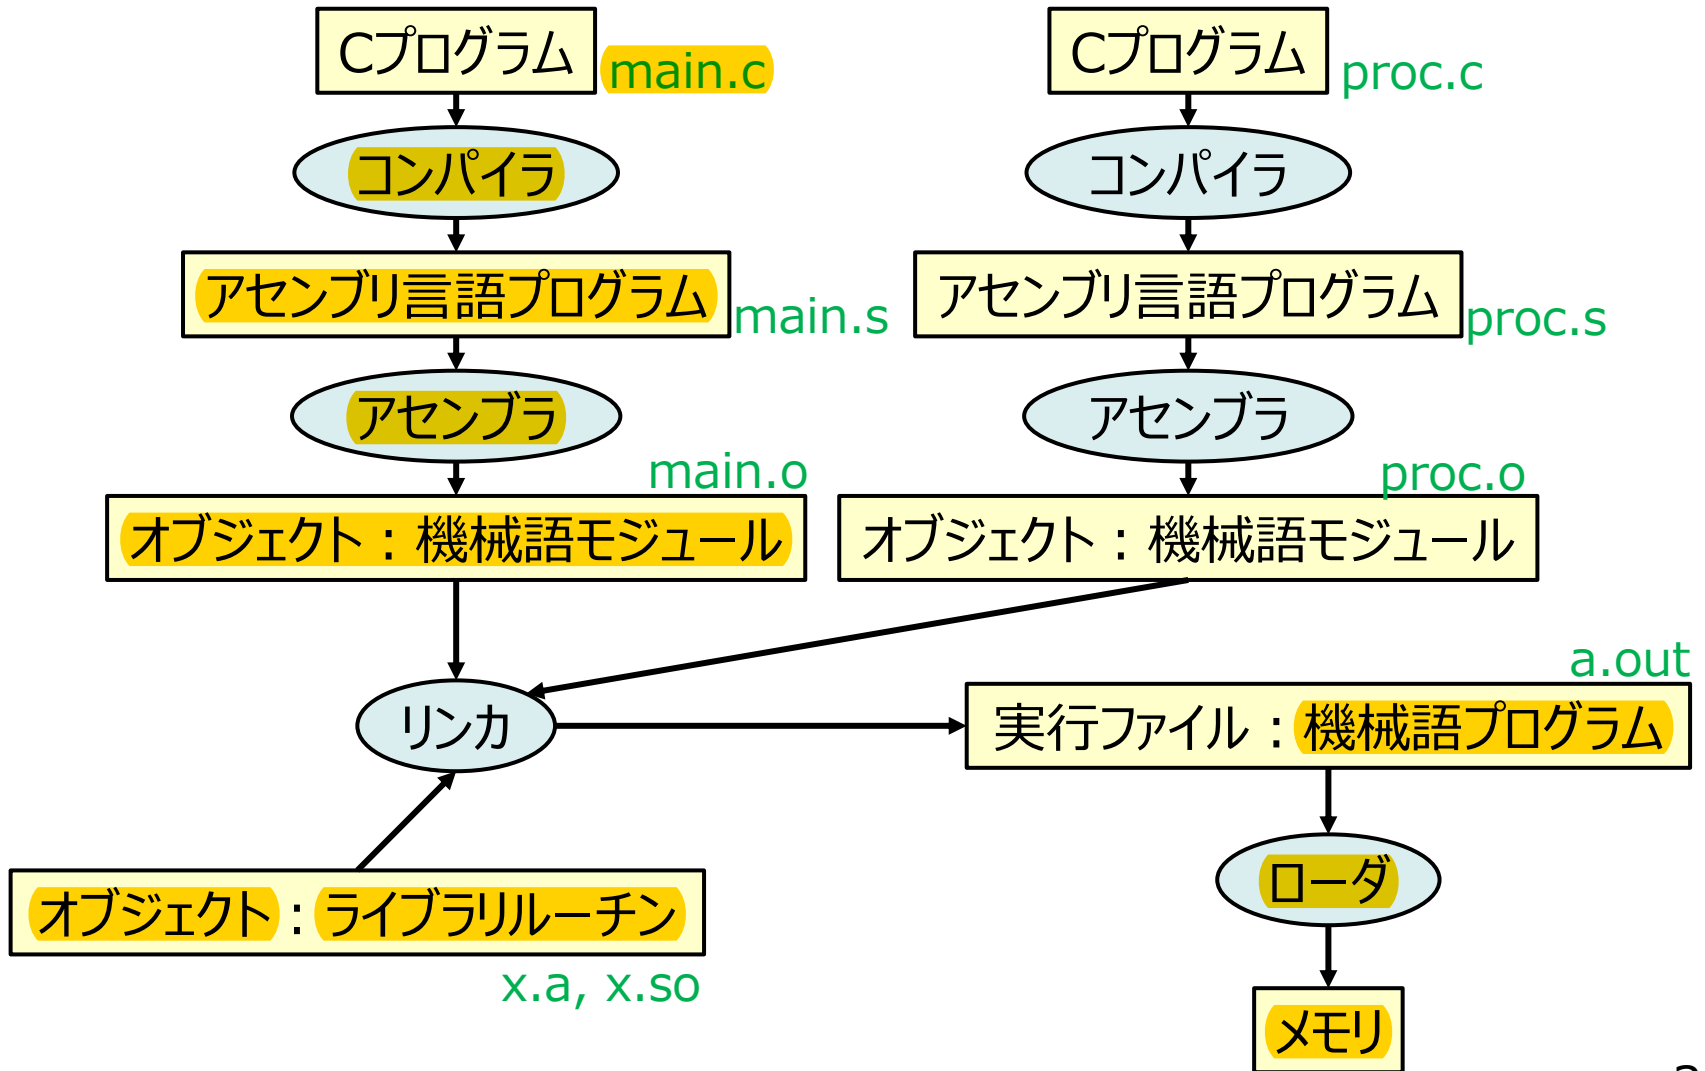 Cプログラム
main.c
Cプログラム
proc.c
コンパイラ
コンパイラ
アセンブリ言語プログラム
main.s
アセンブリ言語プログラム
proc.s
アセンブラ
アセンブラ
main.o
proc.o
オブジェクト：機械語モジュール
オブジェクト：機械語モジュール
a.out
リンカ
実行ファイル：機械語プログラム
ローダ
オブジェクト：ライブラリルーチン
x.a, x.so
メモリ